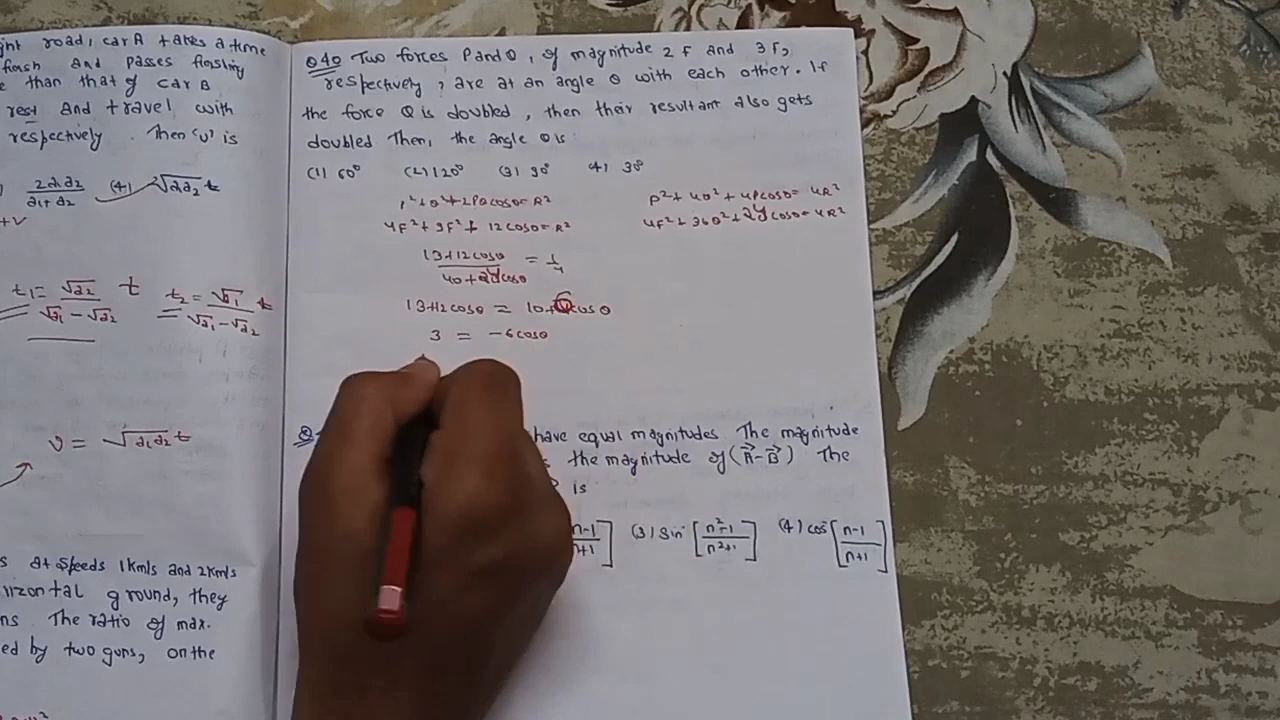 ght road, car A takes a time
finish and passes finishing
e than that of car B
rest and travel with
respectively. Then 'v' is
2a1a2 / a1+a2 (4) √a1a2 t
+v
t1 = √a2 / √a1 - √a2 t t2 = √a1 / √a1 - √a2 t
v = √a1a2 t
s at speeds 1km/s and 2km/s
izontal ground, they
ns. The ratio of max.
ed by two guns, on the
Q40 Two forces P and Q, of magnitude 2F and 3F,
respectively, are at an angle θ with each other. If
the force Q is doubled, then their resultant also gets
doubled Then, the angle θ is:
(1) 60° (2) 120° (3) 90° (4) 30°
P²+Q²+2PQcosθ=R² P²+4Q²+4Pcosθ=4R²
4F²+9F²+12cosθ=R² 4F²+36Q²+24cosθ=4R²
13+12cosθ / 40+24cosθ = 1/4
13+12cosθ = 10+6cosθ
3 = -6cosθ
have equal magnitudes The magnitude
the magnitude of (A⃗-B⃗) The
is
n-1 / n+1] (3) Sin⁻[n²-1 / n²+1] (4) cos⁻[n-1 / n+1]